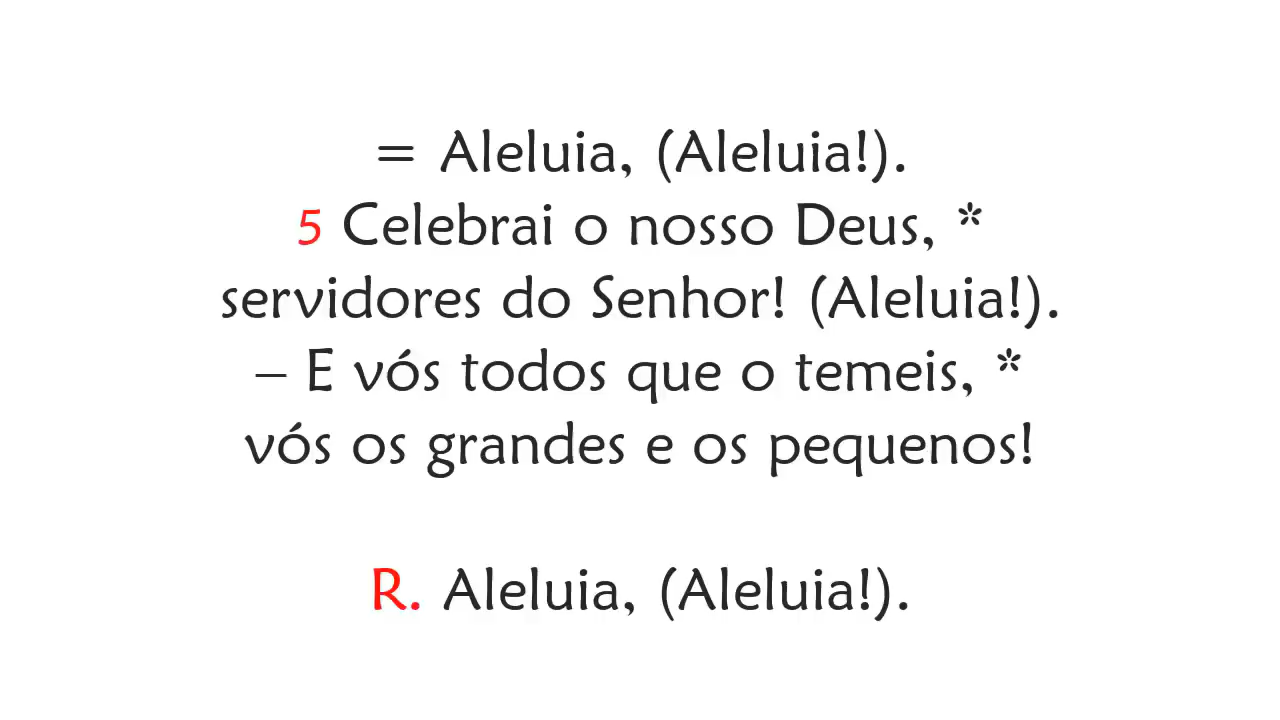 = Aleluia, (Aleluia!).
5 Celebrai o nosso Deus, *
servidores do Senhor! (Aleluia!).
– E vós todos que o temeis, *
vós os grandes e os pequenos!
R. Aleluia, (Aleluia!).